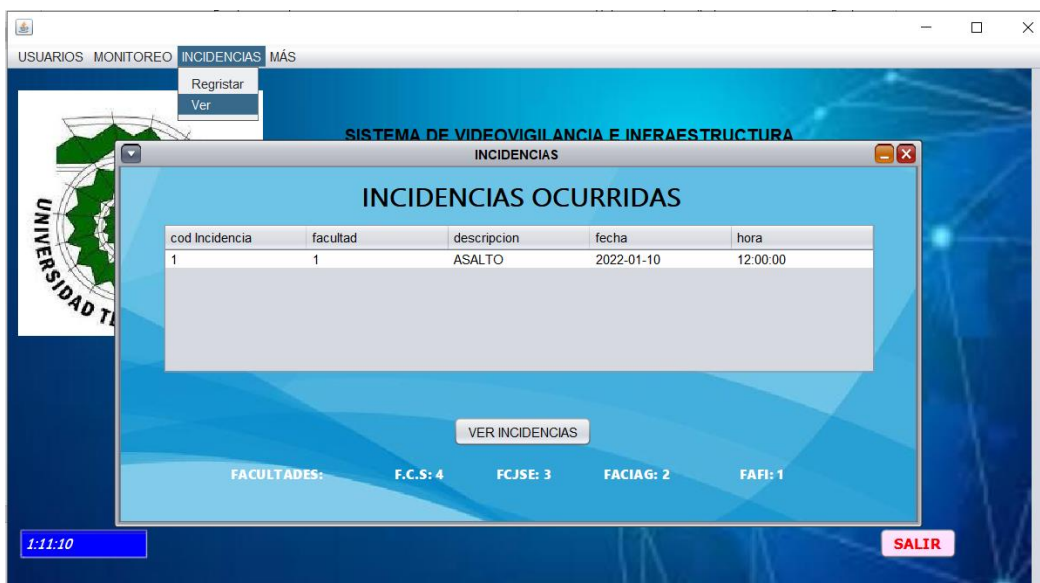 USUARIOS MONITOREO INCIDENCIAS MÁS
Regristar
Ver
SISTEMA DE VIDEOVIGILANCIA E INFRAESTRUCTURA
UNIVERSIDAD
INCIDENCIAS
INCIDENCIAS OCURRIDAS
cod Incidencia facultad descripcion fecha hora
1 1 ASALTO 2022-01-10 12:00:00
VER INCIDENCIAS
FACULTADES: F.C.S: 4 FCJSE: 3 FACIAG: 2 FAFI: 1
1:11:10
SALIR